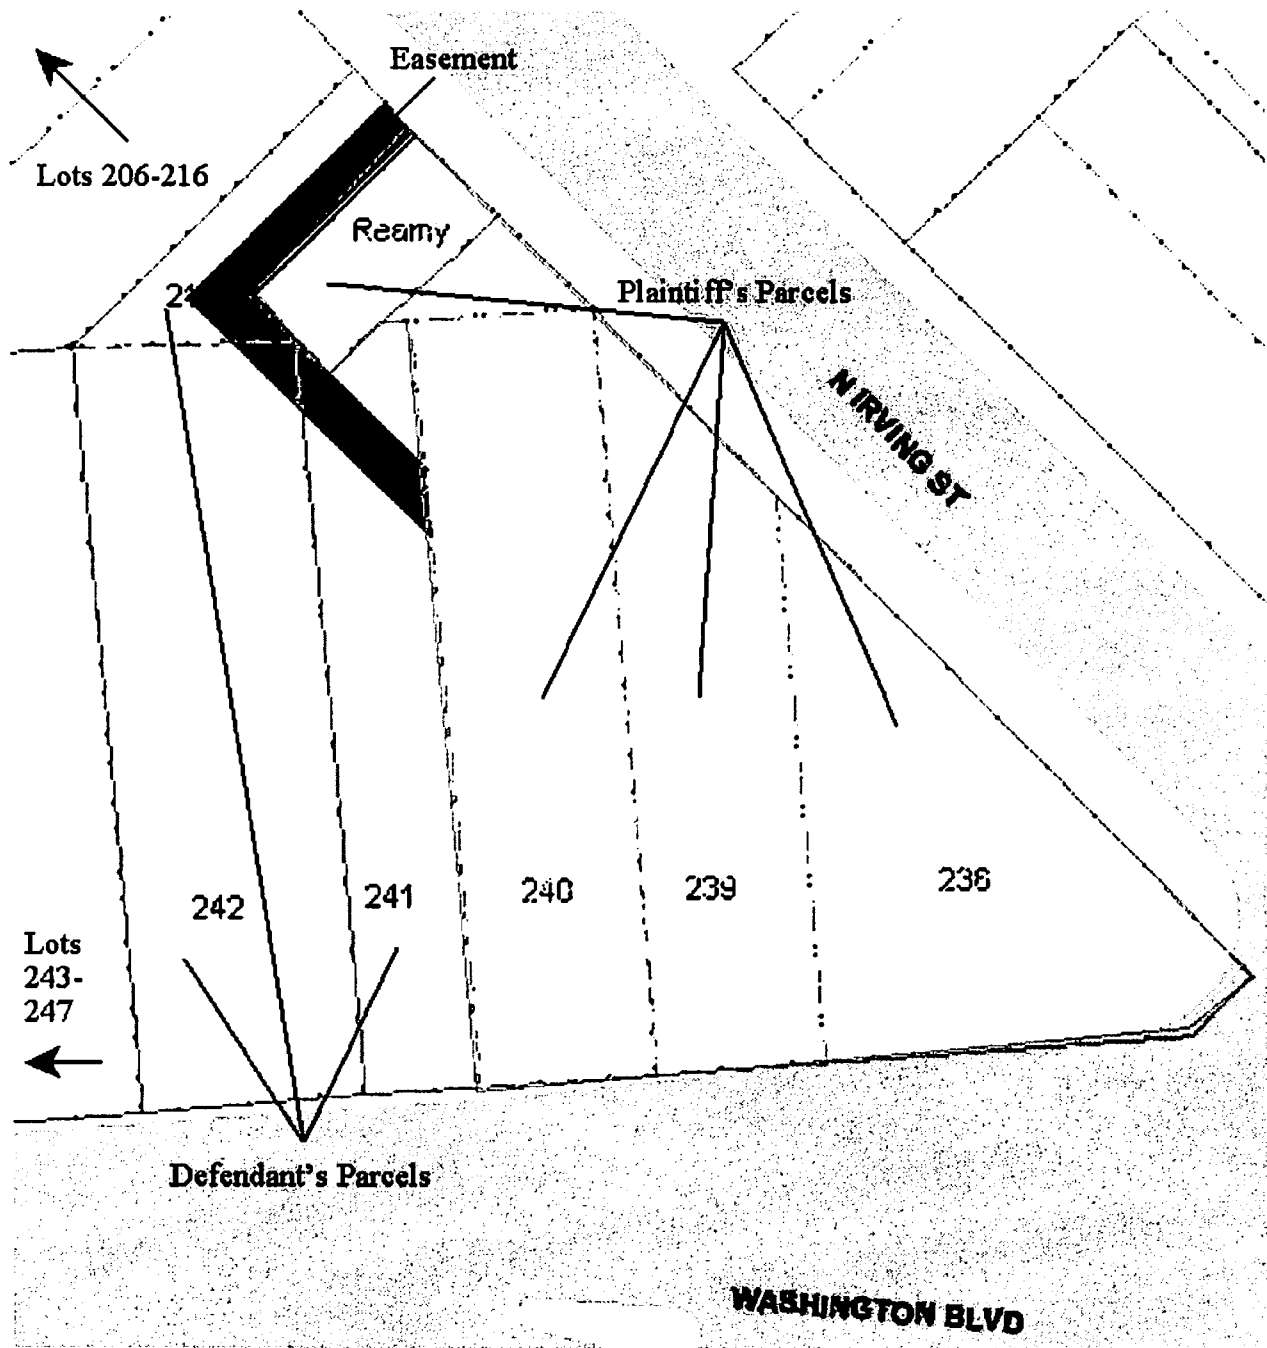 Easement
Lots 206-216
Reamy
Plaintiff's Parcels
N IRVING ST
242
241
240
239
236
Lots
243-
247
Defendant's Parcels
WASHINGTON BLVD